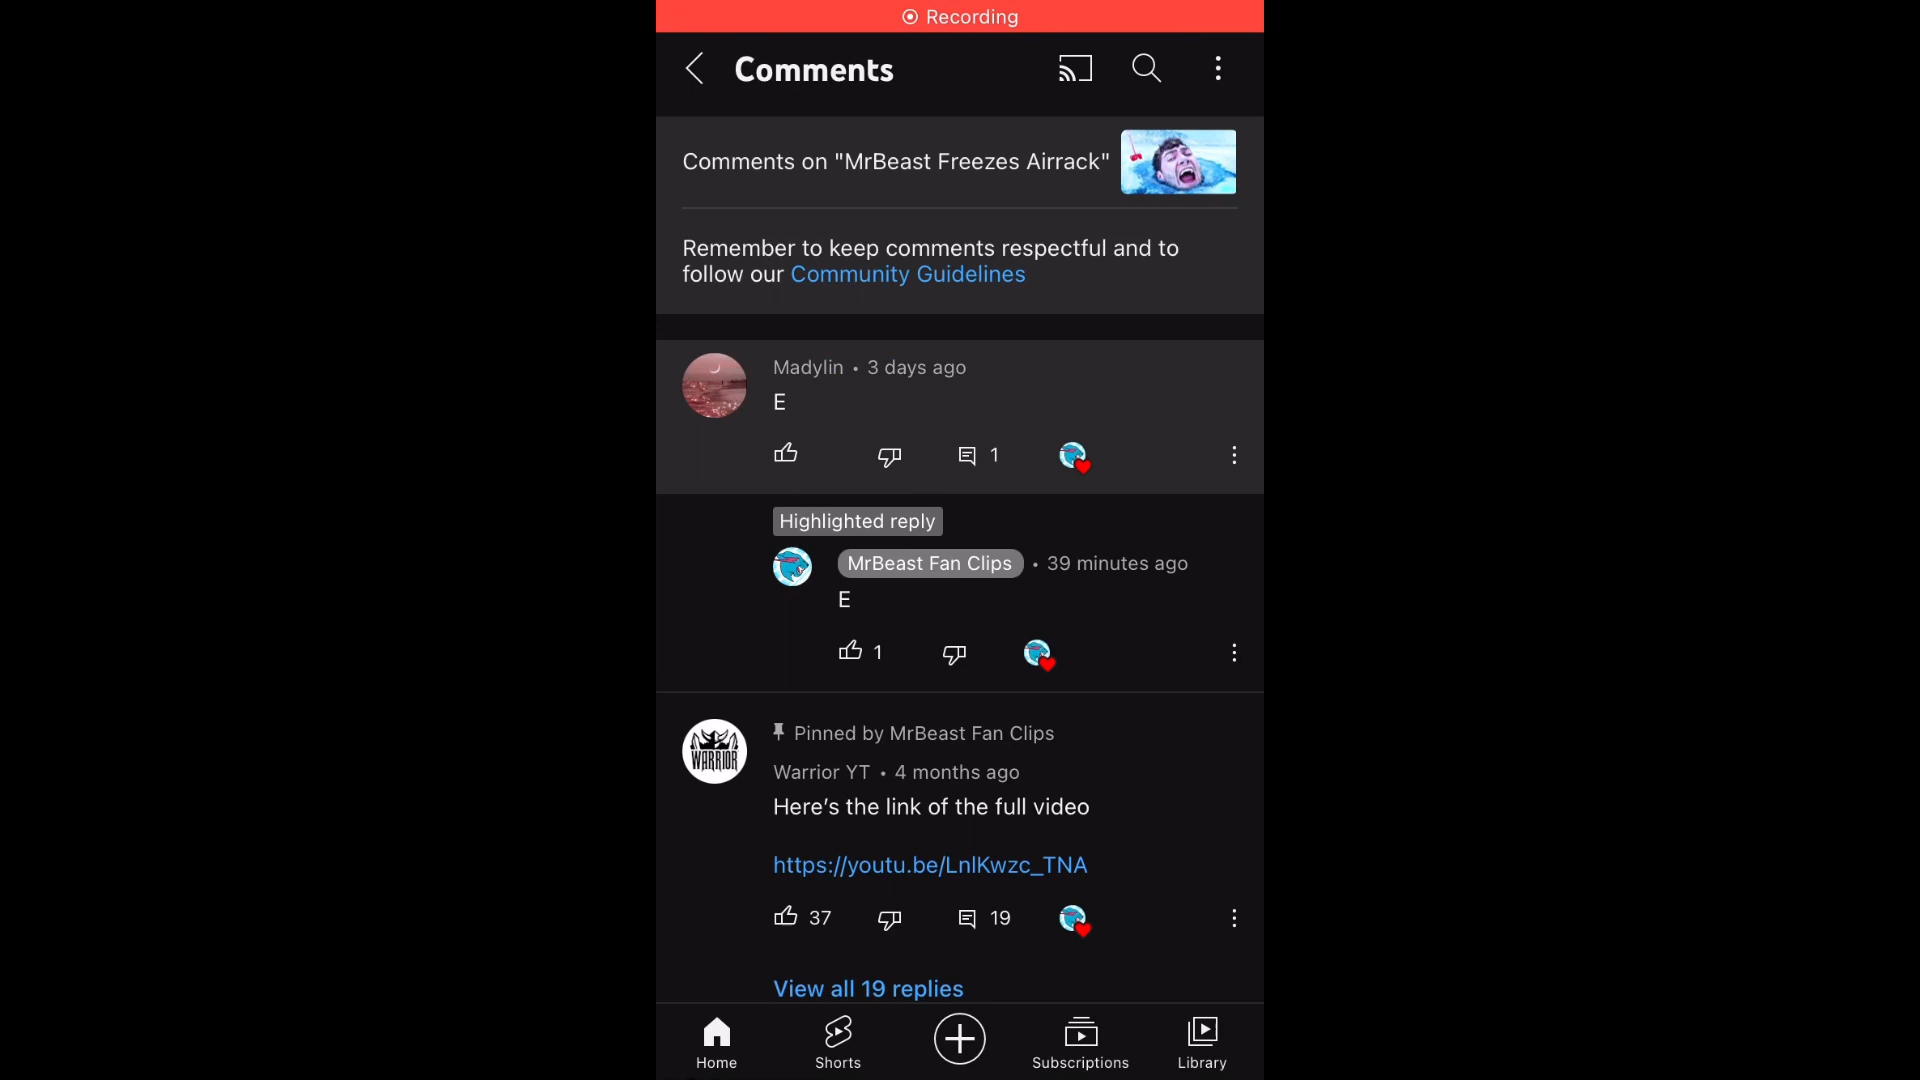 Recording
Comments
Comments on "MrBeast Freezes Airrack"
Remember to keep comments respectful and to
follow our Community Guidelines
Madylin • 3 days ago
E
1
Highlighted reply
MrBeast Fan Clips • 39 minutes ago
E
1
Pinned by MrBeast Fan Clips
WARRIOR
Warrior YT • 4 months ago
Here’s the link of the full video
https://youtu.be/LnlKwzc_TNA
37 19
View all 19 replies
Home Shorts Subscriptions Library